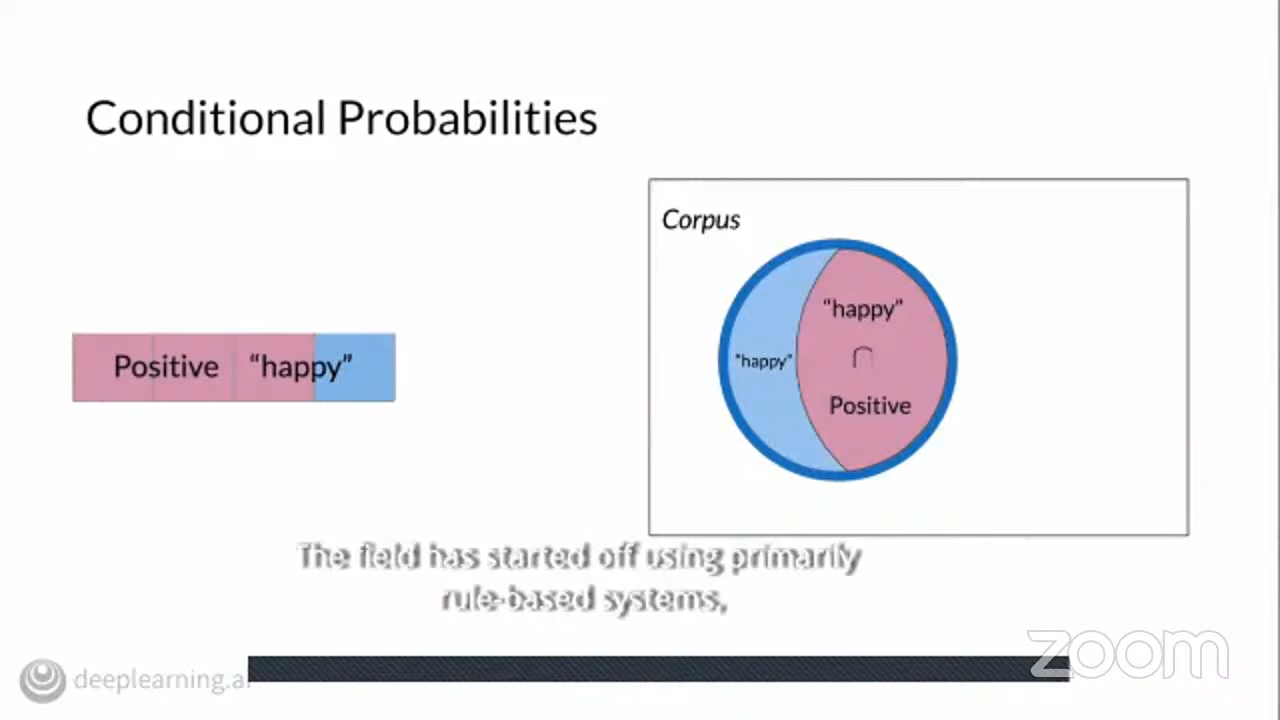 Conditional Probabilities
Corpus
"happy"
∩
Positive
"happy"
Positive "happy"
The field has started off using primarily
rule-based systems,
zoom
deeplearning.ai